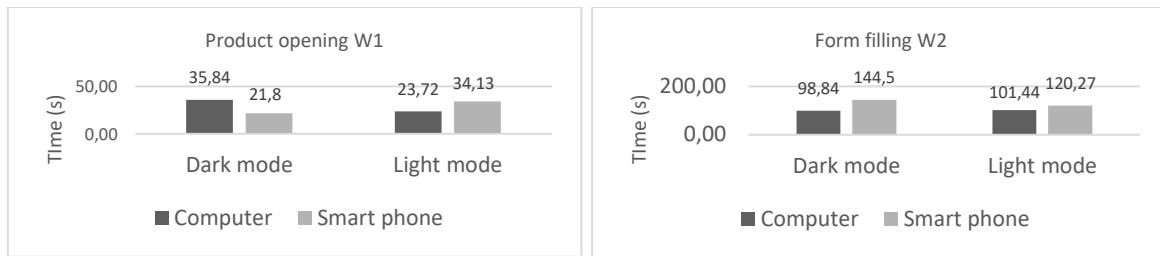 Product opening W1
TIme (s)
50,00
0,00
35,84
21,8
23,72
34,13
Dark mode
Light mode
Computer
Smart phone
Form filling W2
TIme (s)
200,00
0,00
98,84
144,5
101,44
120,27
Dark mode
Light mode
Computer
Smart phone